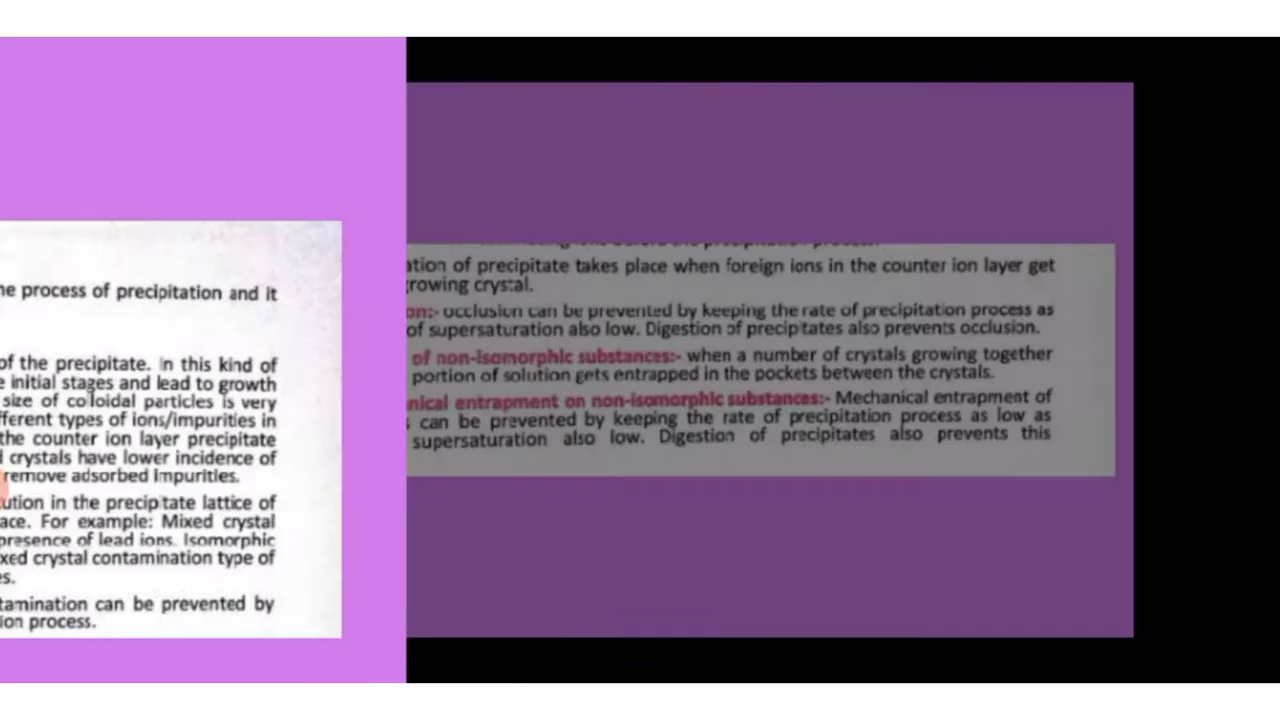 ne process of precipitation and it
of the precipitate. In this kind of
e initial stages and lead to growth
size of colloidal particles is very
fferent types of ions/impurities in
the counter ion layer precipitate
d crystals have lower incidence of
remove adsorbed impurities.
ution in the precipitate lattice of
ace. For example: Mixed crystal
presence of lead ions. Isomorphic
xed crystal contamination type of
es.
tamination can be prevented by
ion process.
ation of precipitate takes place when foreign ions in the counter ion layer get
growing crystal.
on:- occlusion can be prevented by keeping the rate of precipitation process as
of supersaturation also low. Digestion of precipitates also prevents occlusion.
of non-isomorphic substances:- when a number of crystals growing together
portion of solution gets entrapped in the pockets between the crystals.
nical entrapment on non-isomorphic substances:- Mechanical entrapment of
s can be prevented by keeping the rate of precipitation process as low as
supersaturation also low. Digestion of precipitates also prevents this